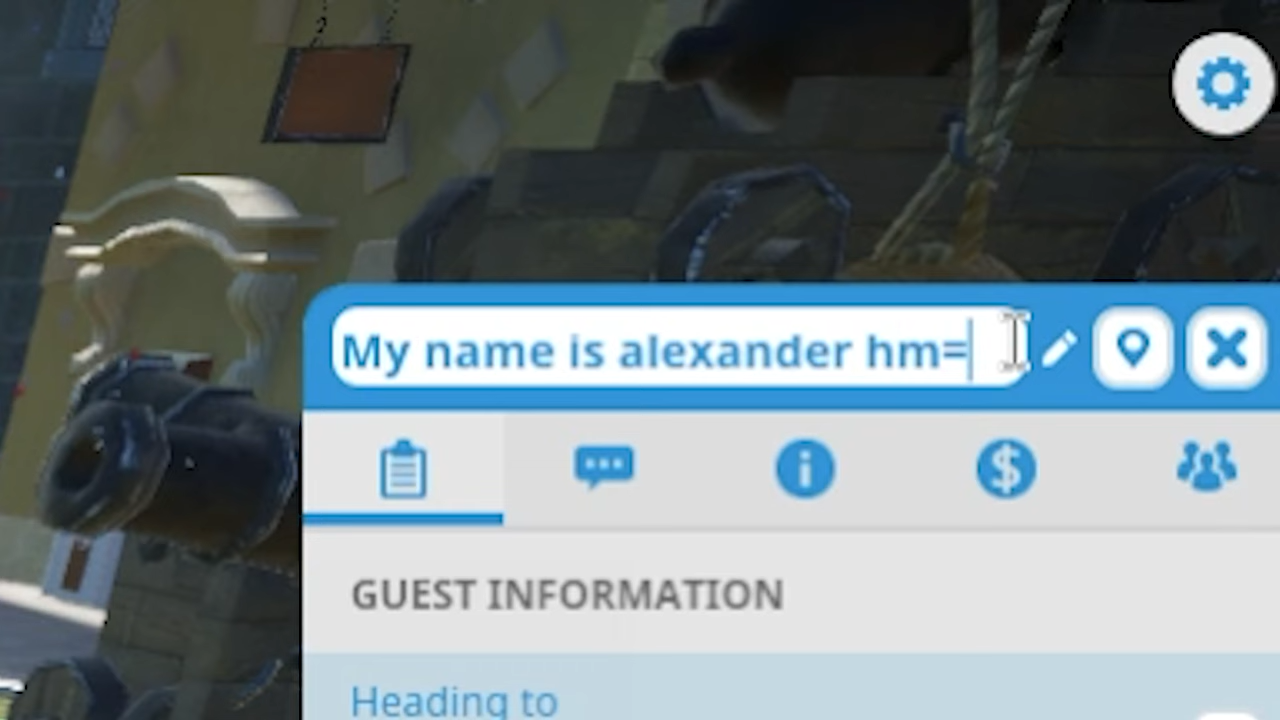 My name is alexander hm=
GUEST INFORMATION
Heading to